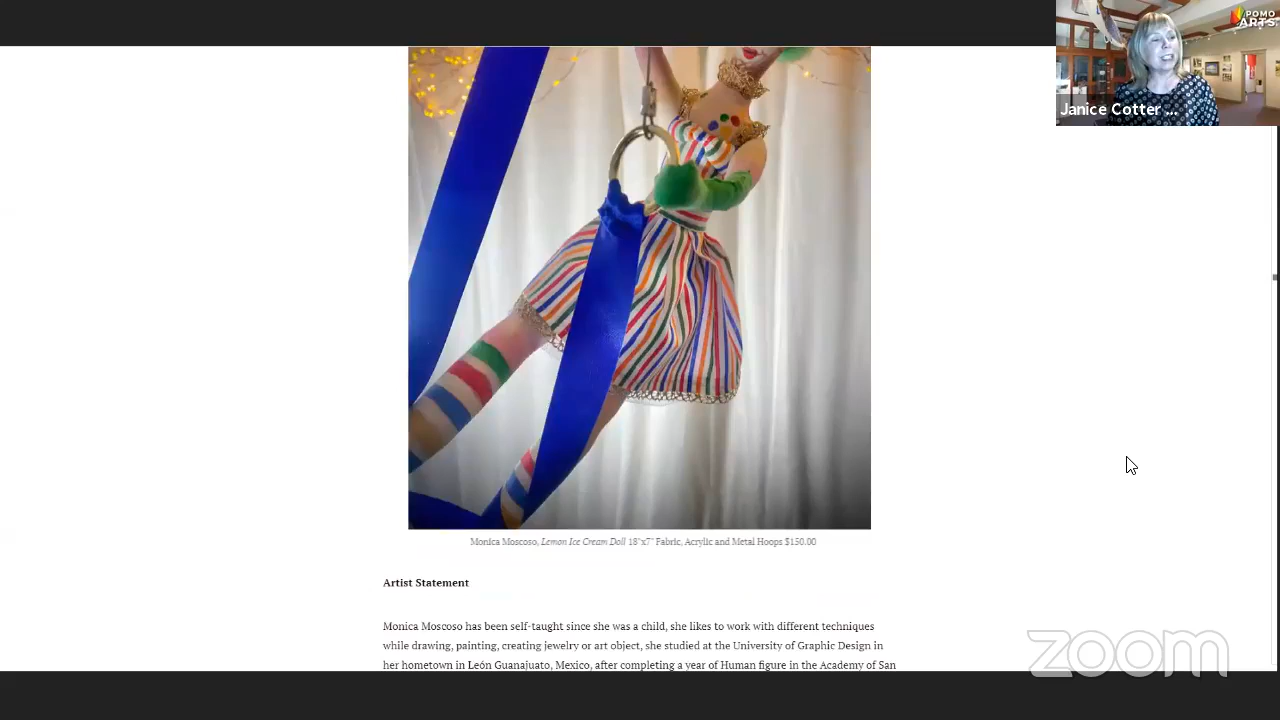 POMO
ARTS.
Janice Cotter ...
Monica Moscoso, Lemon Ice Cream Doll 18"x7" Fabric, Acrylic and Metal Hoops $150.00
Artist Statement
Monica Moscoso has been self-taught since she was a child, she likes to work with different techniques
while drawing, painting, creating jewelry or art object, she studied at the University of Graphic Design in
her hometown in León Guanajuato, Mexico, after completing a year of Human figure in the Academy of San
zoom